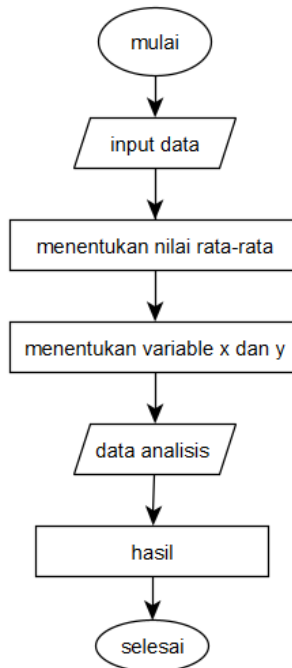 mulai
input data
menentukan nilai rata-rata
menentukan variable x dan y
data analisis
hasil
selesai